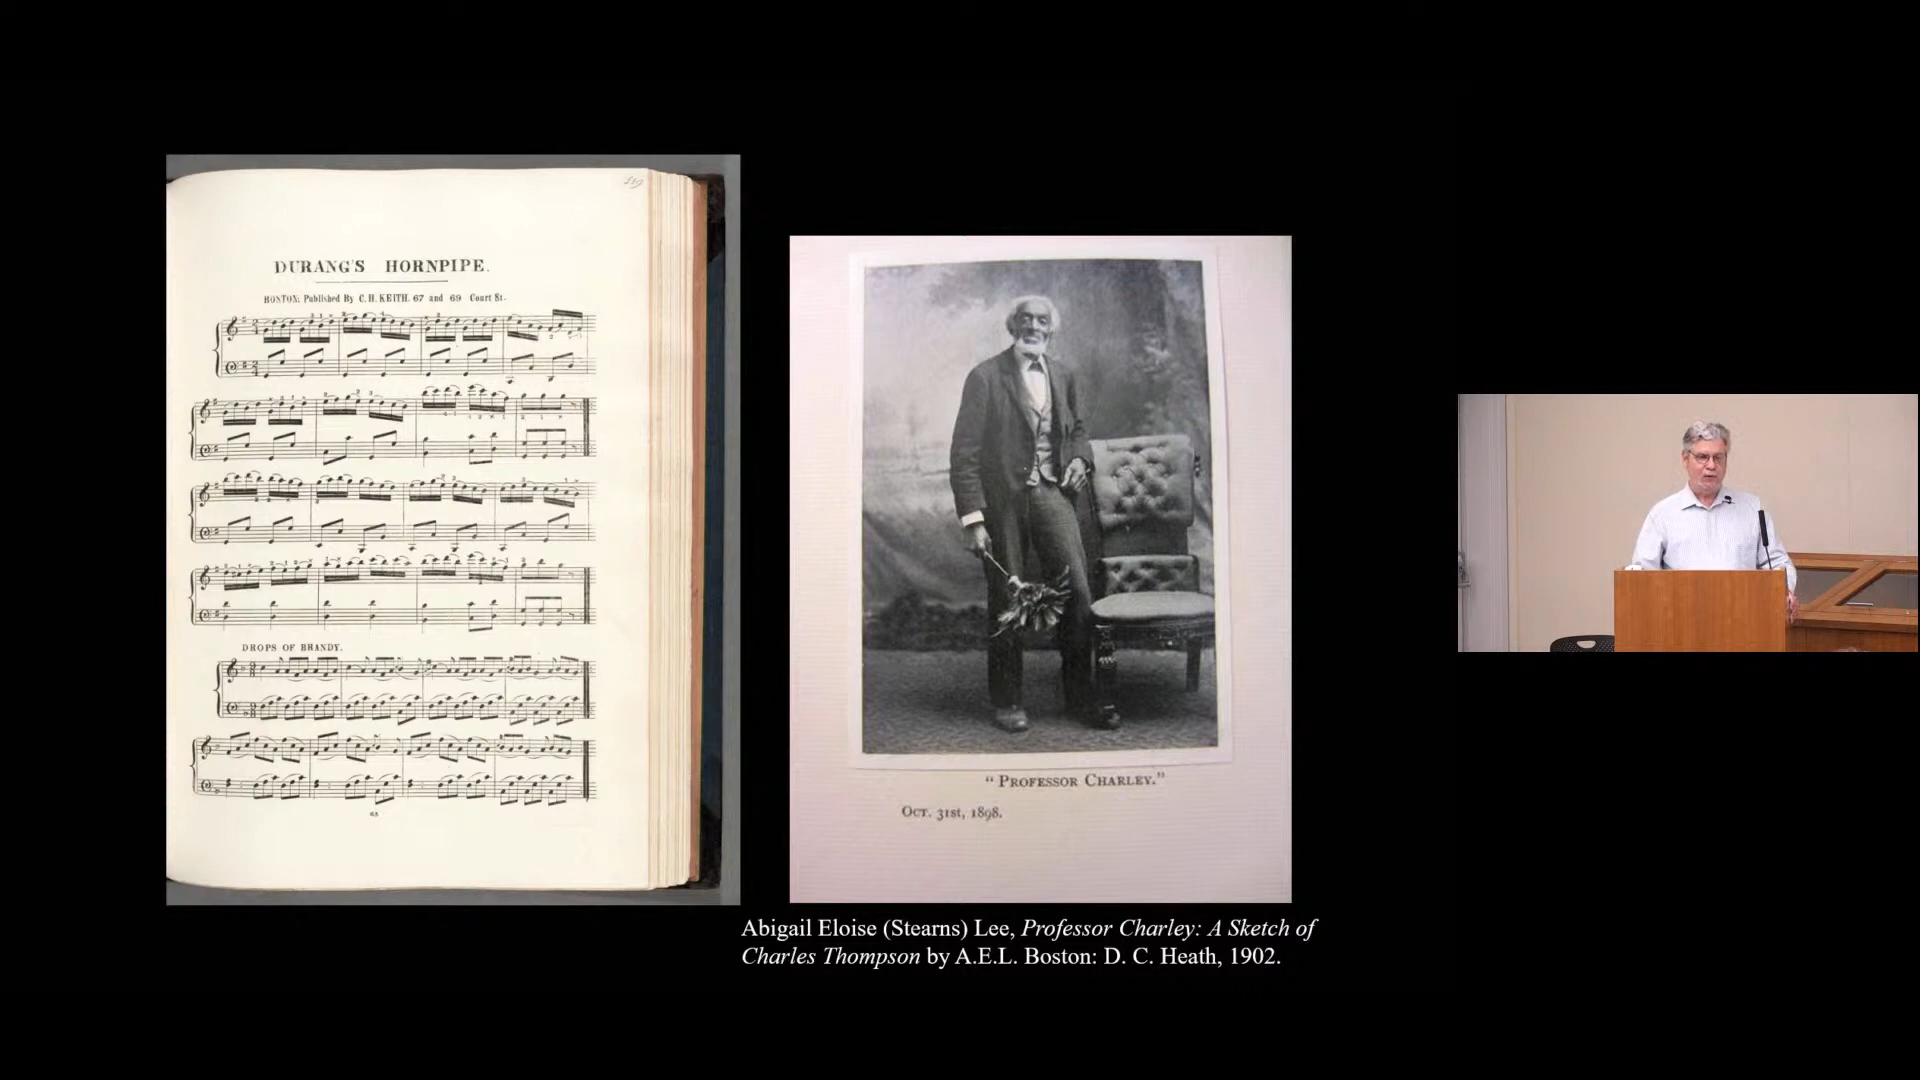 DURANG'S HORNPIPE.
BOSTON: Published By C. H. KEITH. 67 and 69 Court St.
DROPS OF BRANDY.
63
"PROFESSOR CHARLEY."
OCT. 31st, 1898.
Abigail Eloise (Stearns) Lee, Professor Charley: A Sketch of
Charles Thompson by A.E.L. Boston: D. C. Heath, 1902.